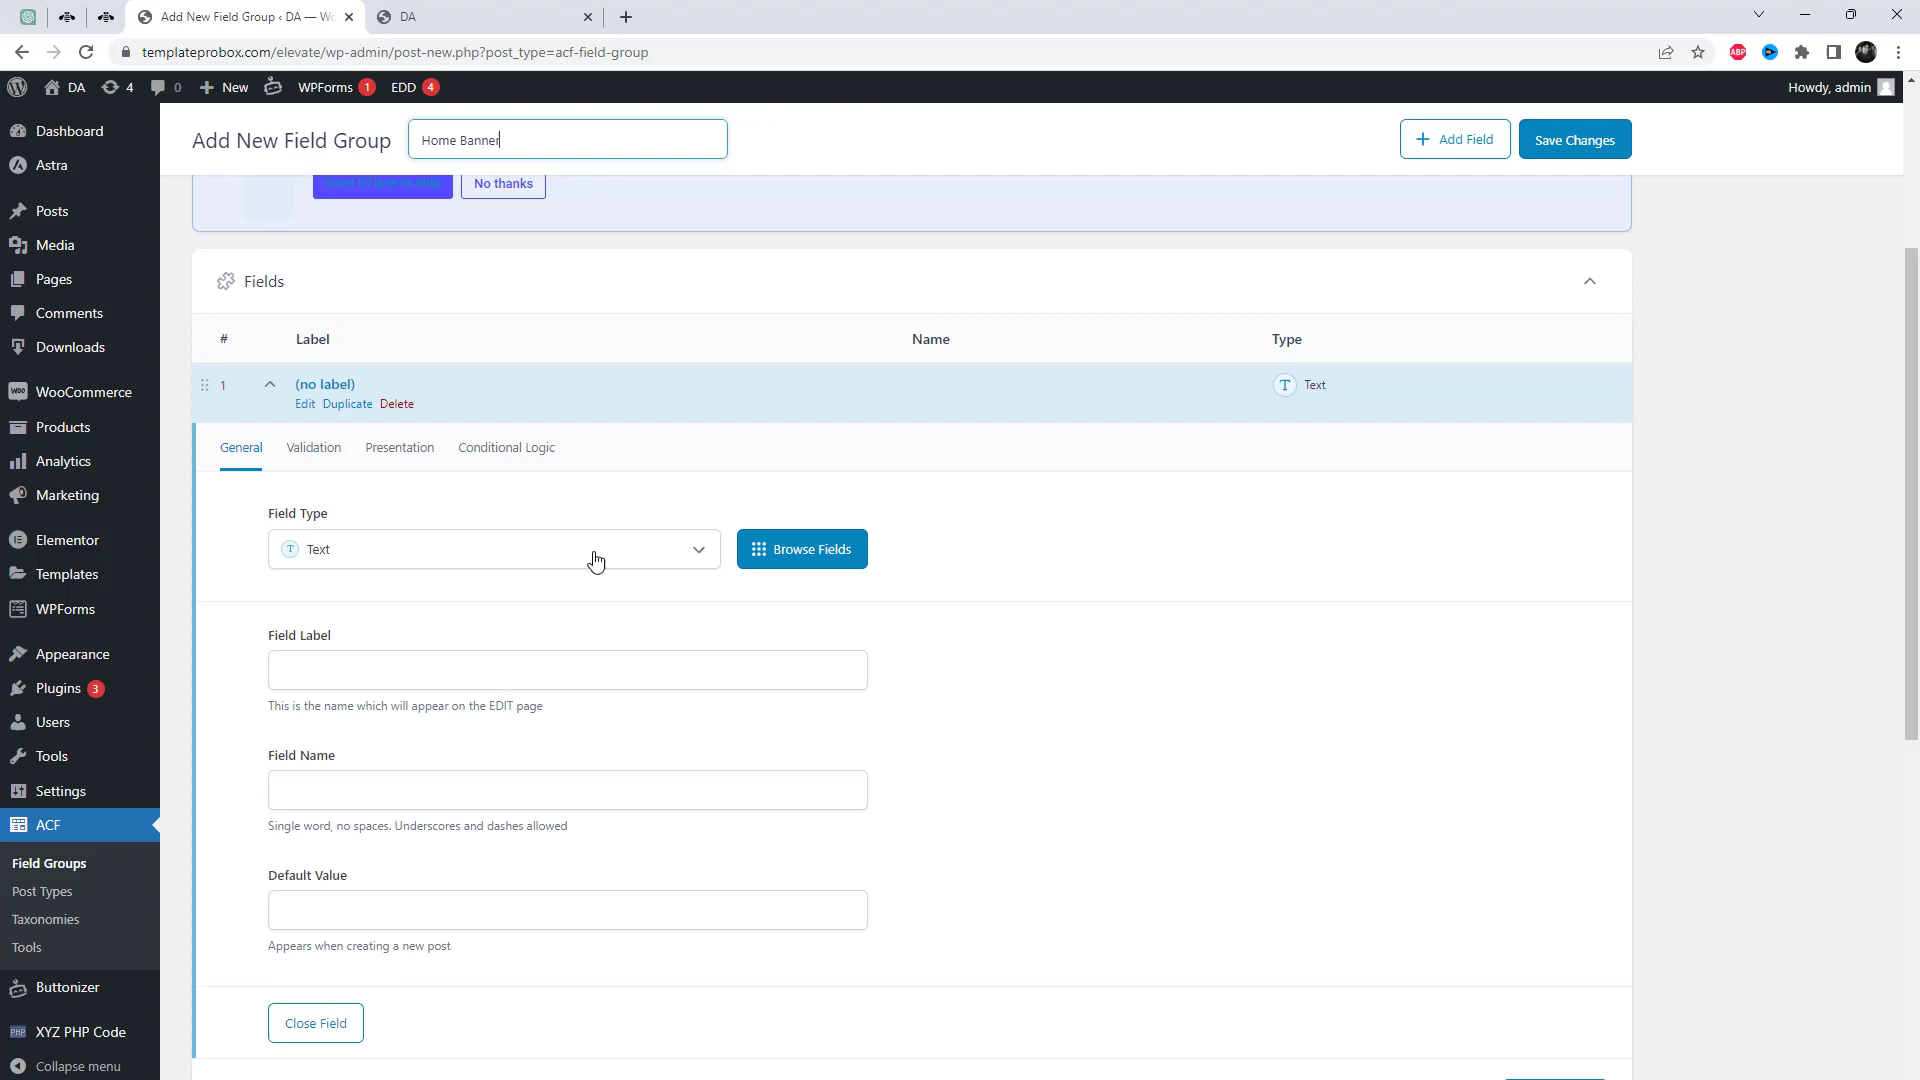 Add New Field Group ‹ DA — Wo
DA
templateprobox.com/elevate/wp-admin/post-new.php?post_type=acf-field-group
ABP
DA
4
0
New
WPForms 1
EDD 4
Howdy, admin
Dashboard
Astra
Posts
Media
Pages
Comments
Downloads
WooCommerce
Products
Analytics
Marketing
Elementor
Templates
WPForms
Appearance
Plugins 3
Users
Tools
Settings
ACF
Field Groups
Post Types
Taxonomies
Tools
Buttonizer
PHP XYZ PHP Code
Collapse menu
Add New Field Group
Home Banner
Add Field
Save Changes
No thanks
Fields
# Label Name Type
1 (no label) T Text
Edit Duplicate Delete
General Validation Presentation Conditional Logic
Field Type
T Text
Browse Fields
Field Label
This is the name which will appear on the EDIT page
Field Name
Single word, no spaces. Underscores and dashes allowed
Default Value
Appears when creating a new post
Close Field